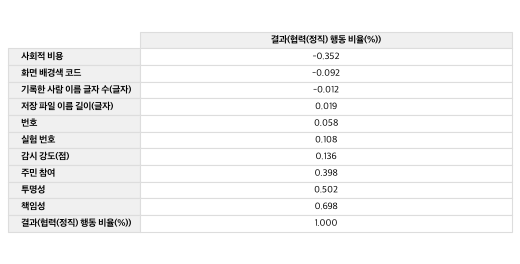 결과(협력(정직) 행동 비율(%))
사회적 비용 -0.352
화면 배경색 코드 -0.092
기록한 사람 이름 글자 수(글자) -0.012
저장 파일 이름 길이(글자) 0.019
번호 0.058
실험 번호 0.108
감시 강도(점) 0.136
주민 참여 0.398
투명성 0.502
책임성 0.698
결과(협력(정직) 행동 비율(%)) 1.000